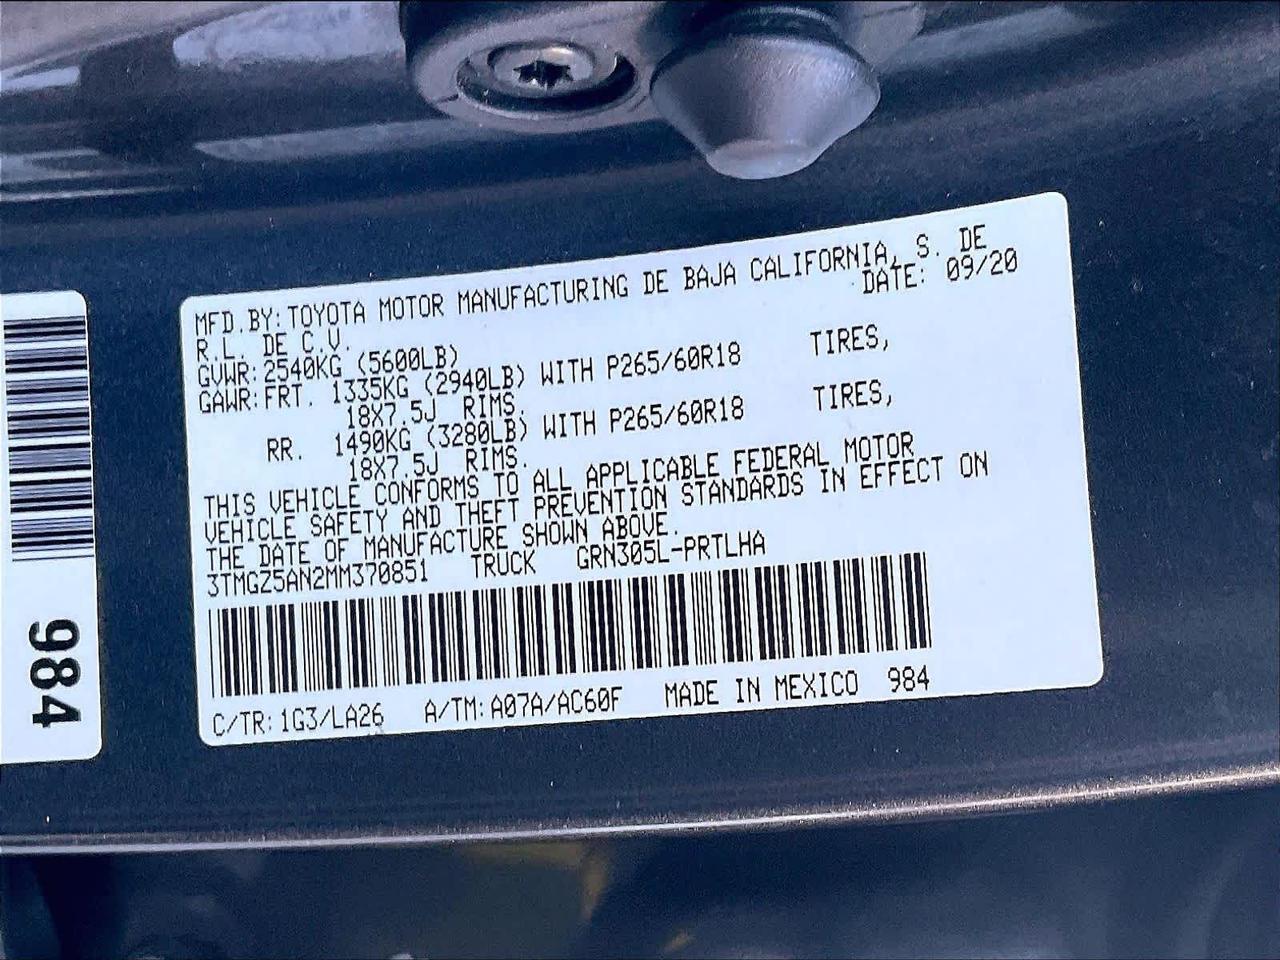 MFD.BY:TOYOTA MOTOR MANUFACTURING DE BAJA CALIFORNIA, S. DE
R.L. DE C.V. DATE: 09/20
GVWR:2540KG (5600LB)
GAWR:FRT. 1335KG (2940LB) WITH P265/60R18 TIRES,
18X7.5J RIMS.
RR. 1490KG (3280LB) WITH P265/60R18 TIRES,
18X7.5J RIMS.
THIS VEHICLE CONFORMS TO ALL APPLICABLE FEDERAL MOTOR
VEHICLE SAFETY AND THEFT PREVENTION STANDARDS IN EFFECT ON
THE DATE OF MANUFACTURE SHOWN ABOVE.
3TMGZ5AN2MM370851 TRUCK GRN305L-PRTLHA
C/TR:1G3/LA26 A/TM:A07A/AC60F MADE IN MEXICO 984
984